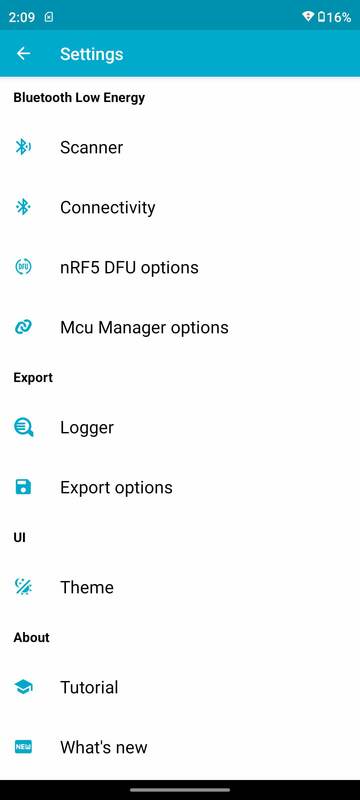 2:09 16%
Settings
Bluetooth Low Energy
Scanner
Connectivity
DFU nRF5 DFU options
Mcu Manager options
Export
Logger
Export options
UI
Theme
About
Tutorial
NEW What's new